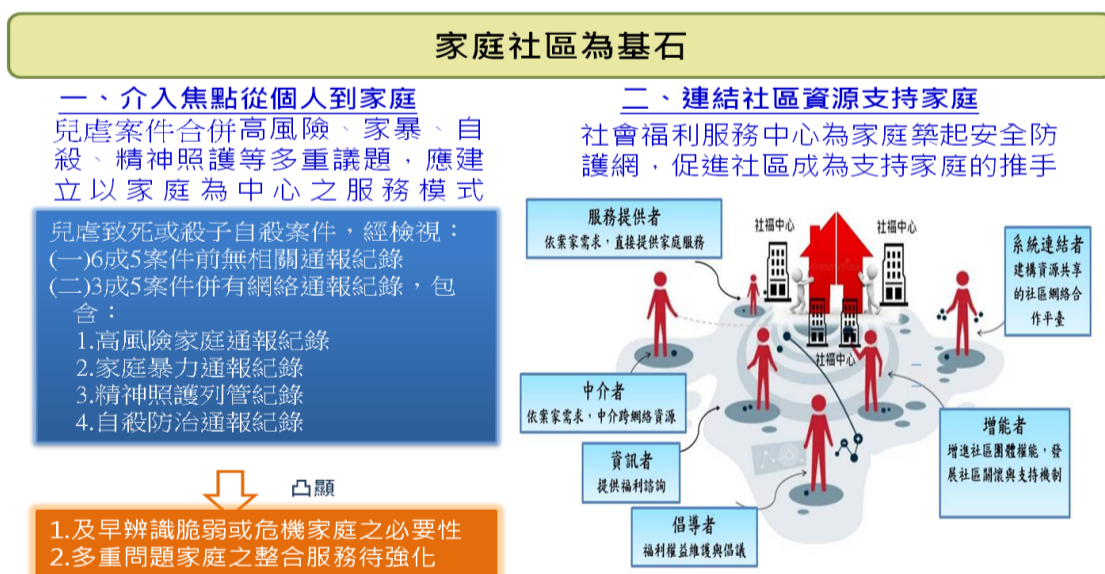 家庭社區為基石
一、介入焦點從個人到家庭
兒虐案件合併高風險、家暴、自
殺、精神照護等多重議題，應建
立以家庭為中心之服務模式
兒虐致死或殺子自殺案件，經檢視：
(一)6成5案件前無相關通報紀錄
(二)3成5案件併有網絡通報紀錄，包
含：
1.高風險家庭通報紀錄
2.家庭暴力通報紀錄
3.精神照護列管紀錄
4.自殺防治通報紀錄
凸顯
1.及早辨識脆弱或危機家庭之必要性
2.多重問題家庭之整合服務待強化
二、連結社區資源支持家庭
社會福利服務中心為家庭築起安全防
護網，促進社區成為支持家庭的推手
服務提供者
依案家需求，直接提供家庭服務
社福中心
社福中心
社福中心
系統連結者
建構資源共享
的社區網絡合
作平臺
中介者
依案家需求，中介跨網絡資源
資訊者
提供福利諮詢
倡導者
福利權益維護與倡議
增能者
增進社區團體權能，發
展社區關懷與支持機制